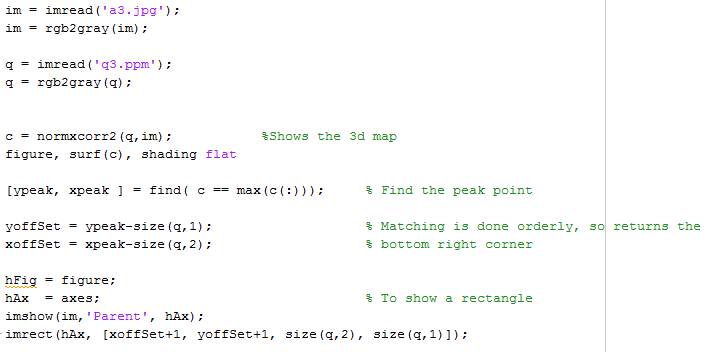 im = imread('a3.jpg');
im = rgb2gray(im);
q = imread('q3.ppm');
q = rgb2gray(q);
c = normxcorr2(q,im); %Shows the 3d map
figure, surf(c), shading flat
[ypeak, xpeak ] = find( c == max(c(:))); % Find the peak point
yoffSet = ypeak-size(q,1); % Matching is done orderly, so returns the
xoffSet = xpeak-size(q,2); % bottom right corner
hFig = figure;
hAx = axes; % To show a rectangle
imshow(im,'Parent', hAx);
imrect(hAx, [xoffSet+1, yoffSet+1, size(q,2), size(q,1)]);